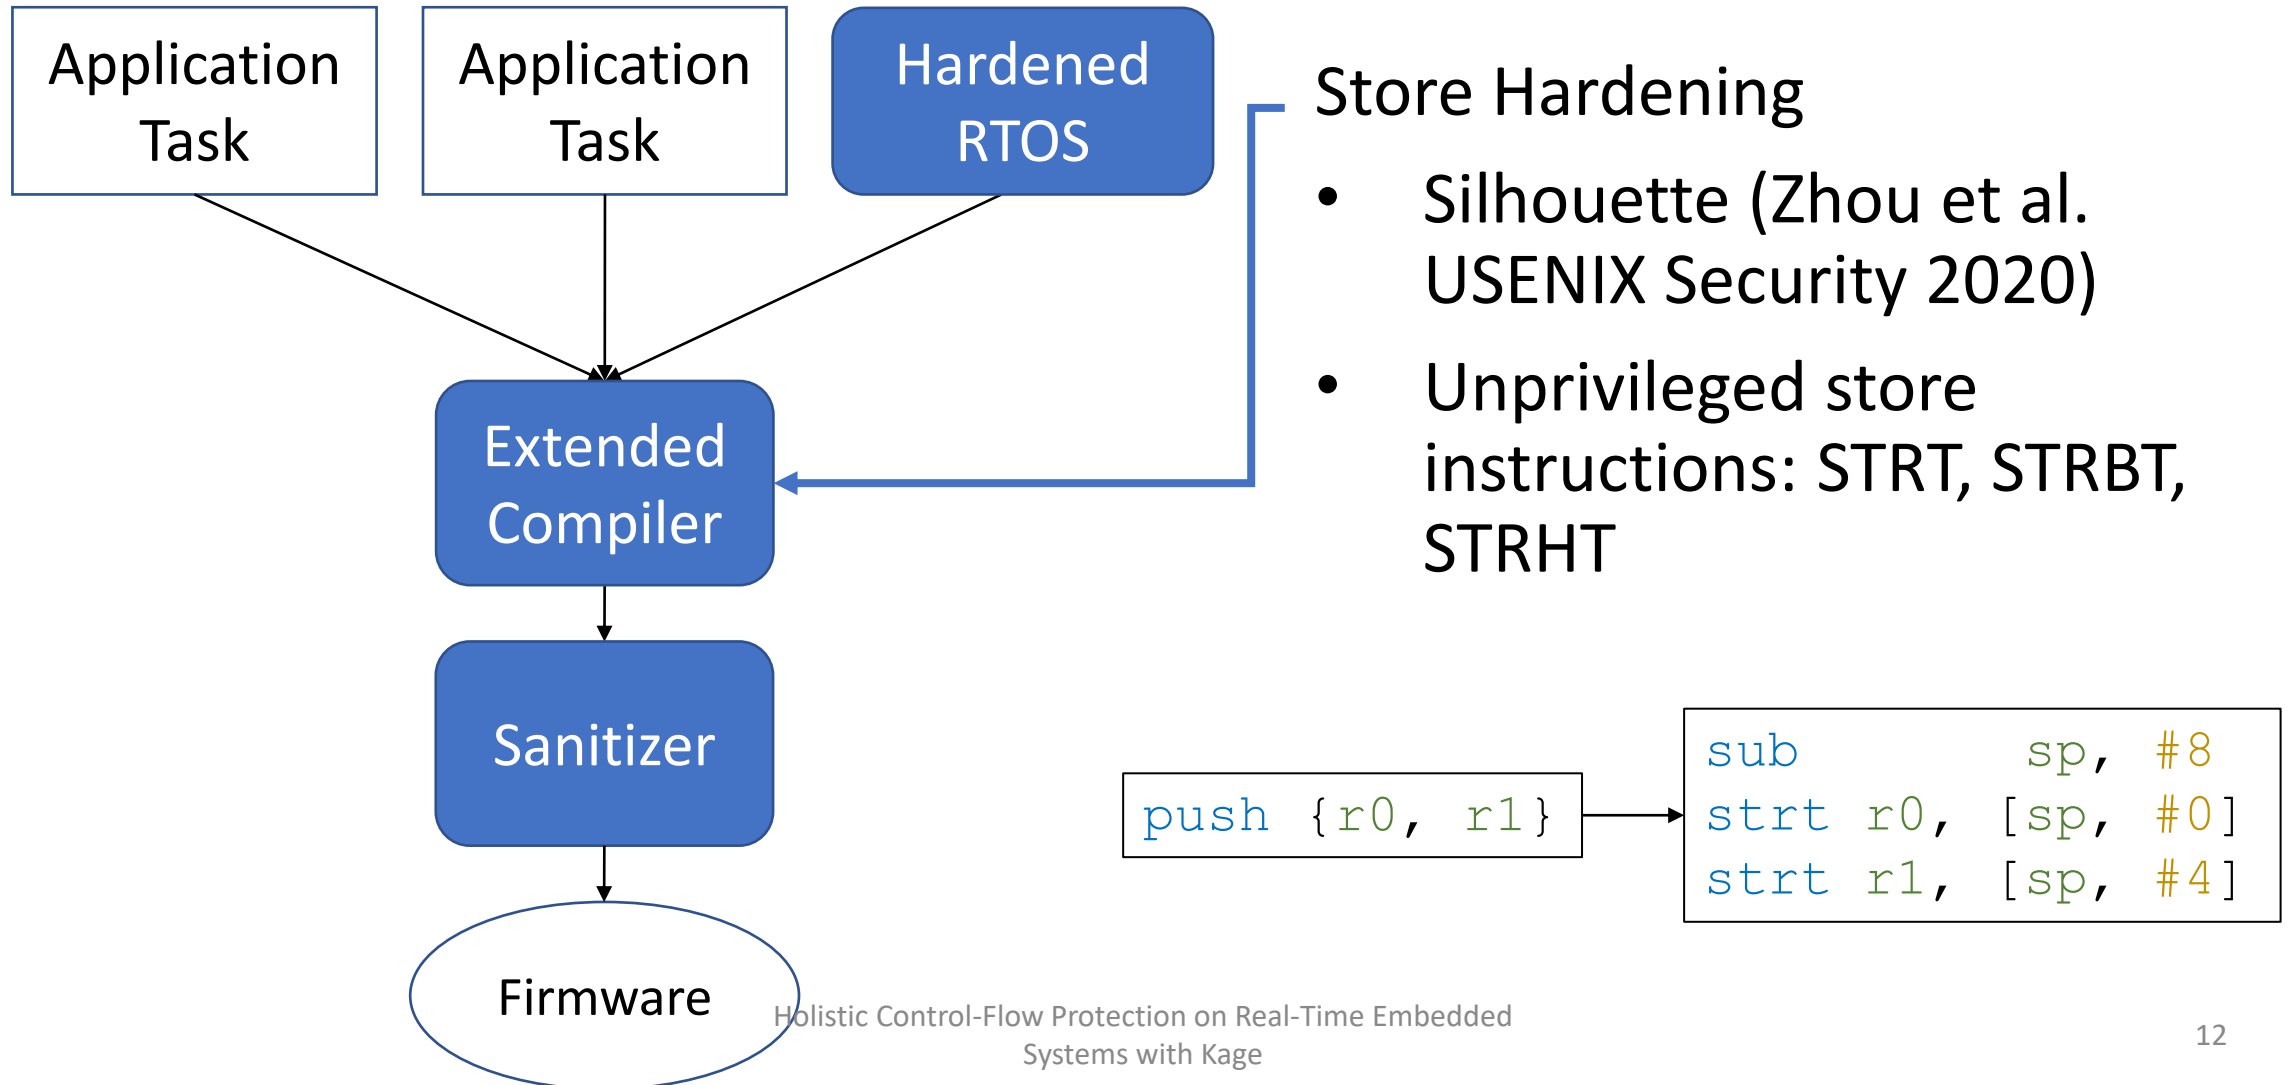 Application
Task
Application
Task
Hardened
RTOS
Extended
Compiler
Sanitizer
Firmware
Store Hardening
• Silhouette (Zhou et al.
USENIX Security 2020)
• Unprivileged store
instructions: STRT, STRBT,
STRHT
push {r0, r1}
sub sp, #8
strt r0, [sp, #0]
strt r1, [sp, #4]
Holistic Control-Flow Protection on Real-Time Embedded
Systems with Kage
12